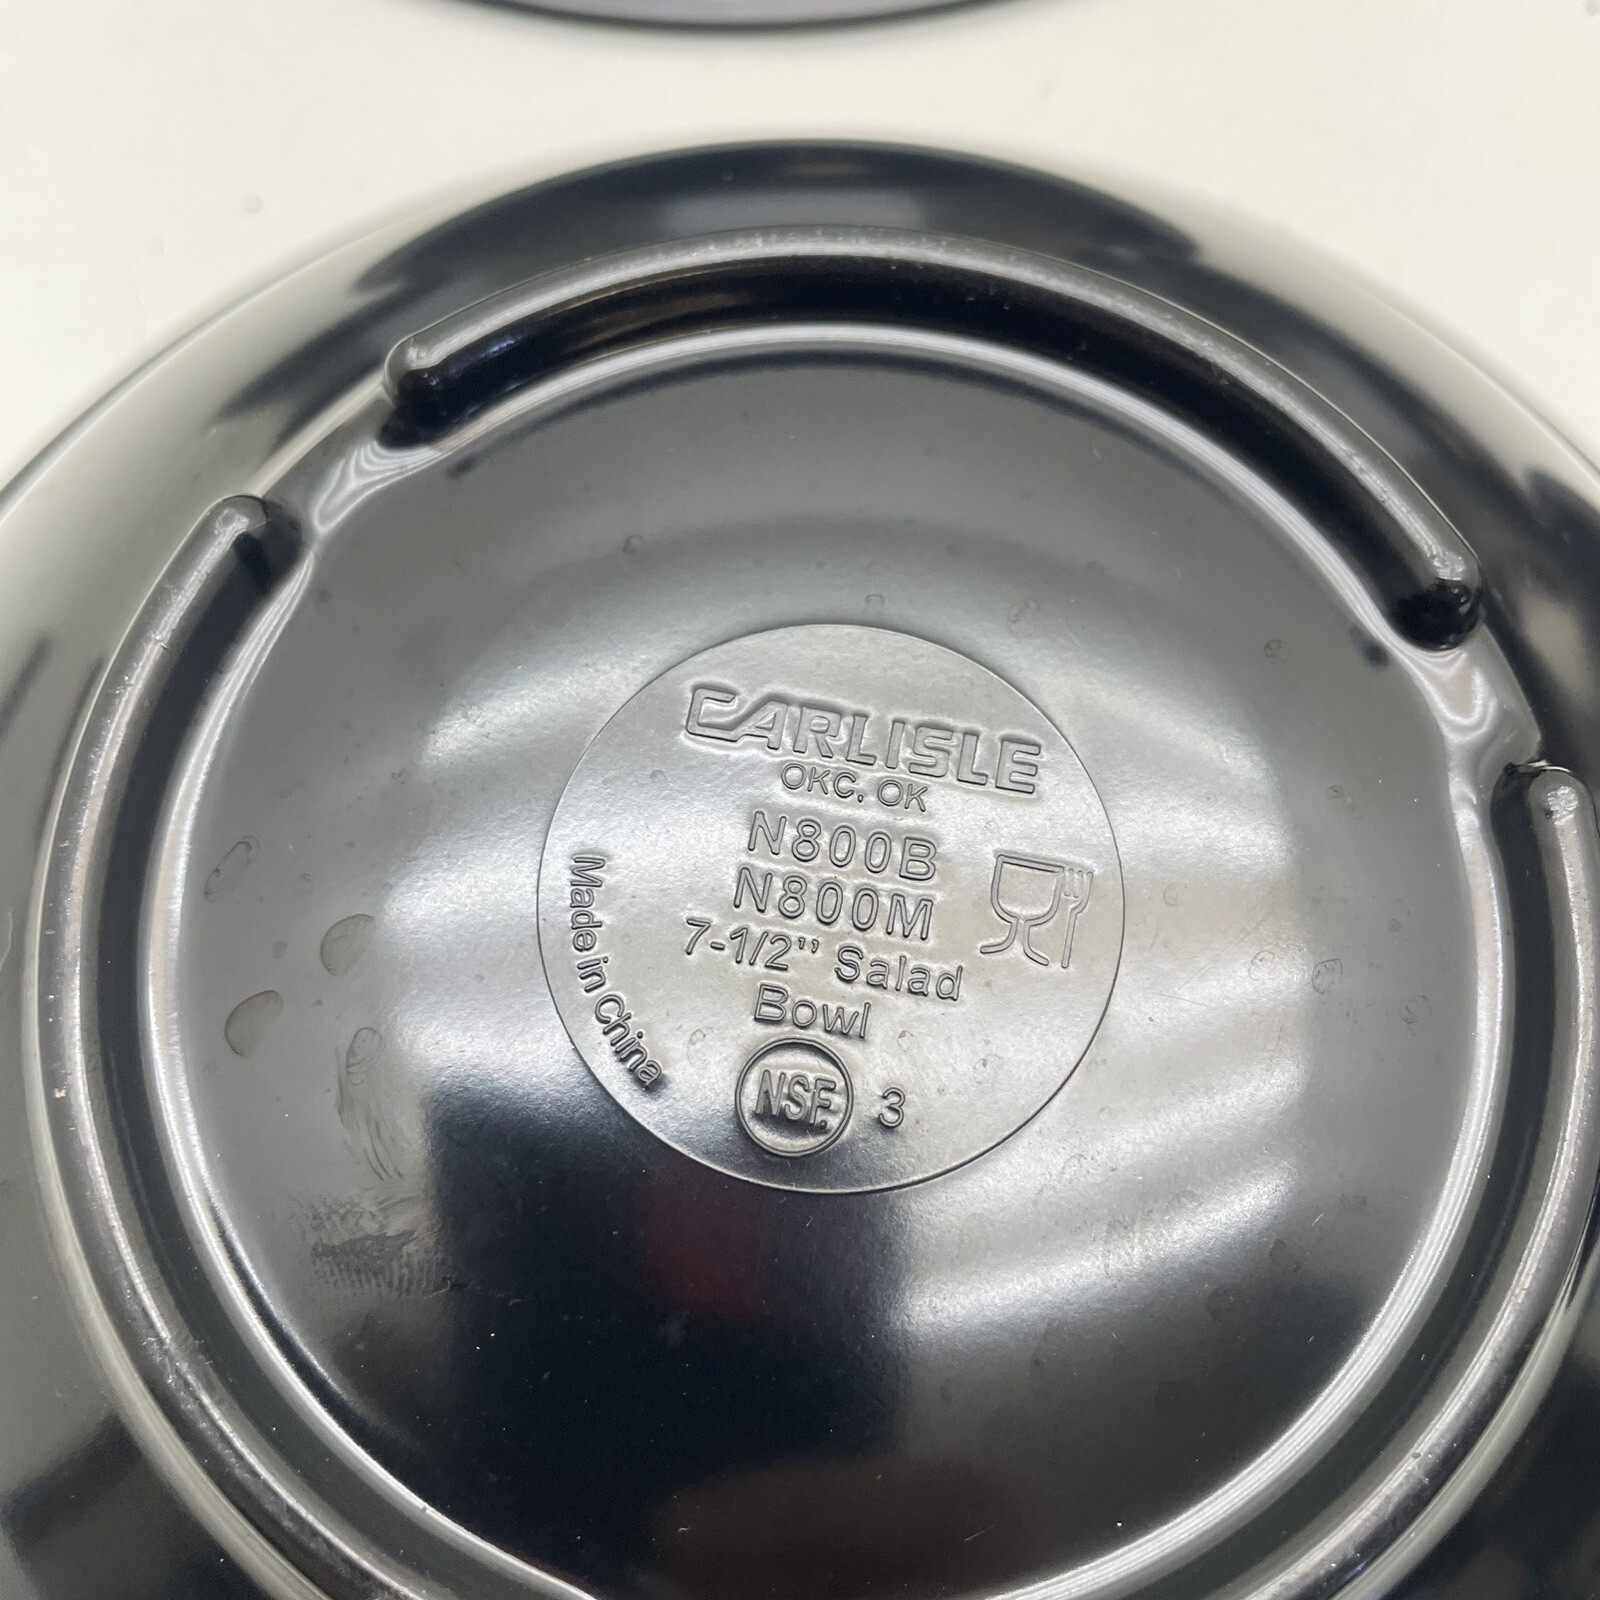 CARLISLE
OKC, OK
N800B
N800M
7-1/2" Salad
Bowl
NSF. 3
Made in China